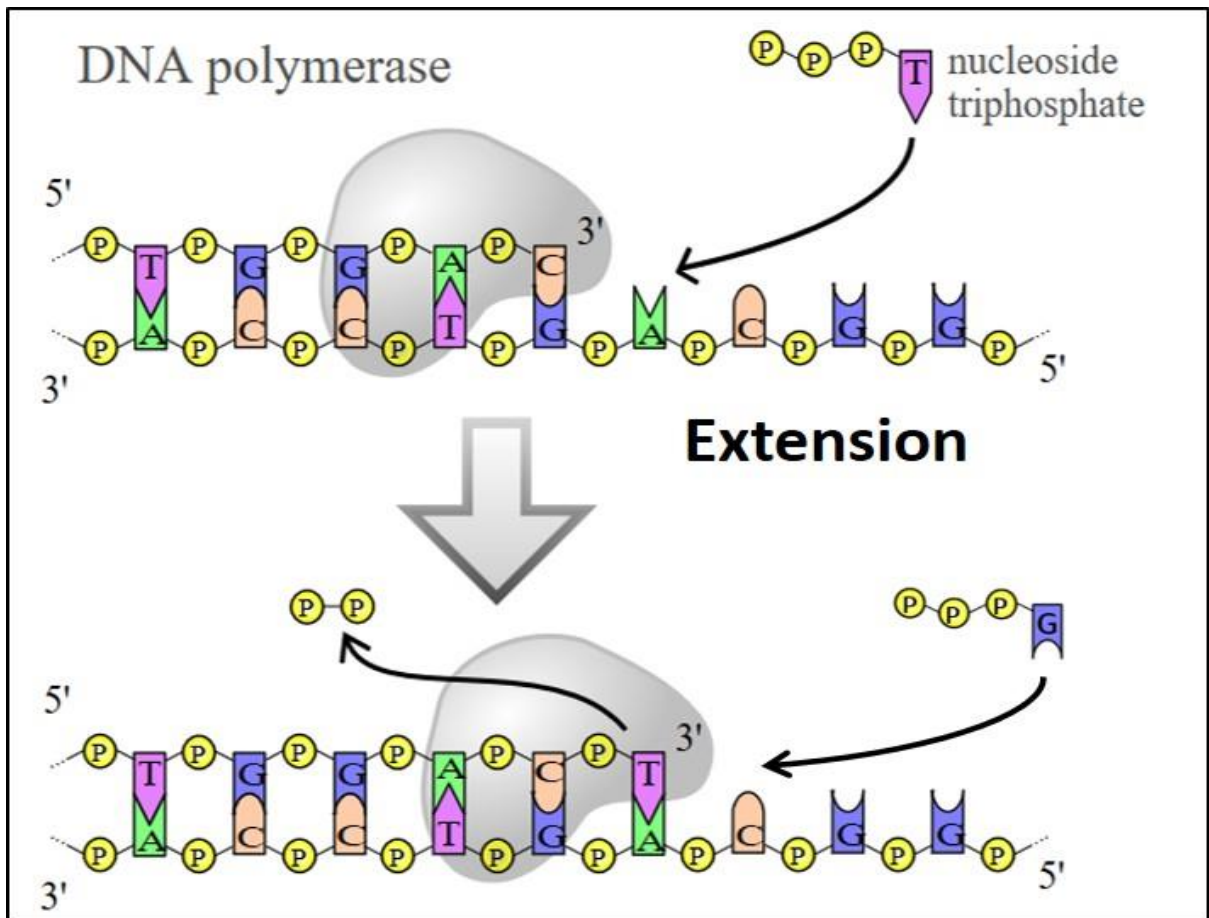 DNA polymerase
P P P T
nucleoside
triphosphate
5'
3'
P P P P P
T G G A C
A C C T G A C G G
P P P P P P P P P P
3'
5'
Extension
P P
P P P G
5'
3'
P P P P P P
T G G A C T
A C C T G A C G G
P P P P P P P P P P
3'
5'